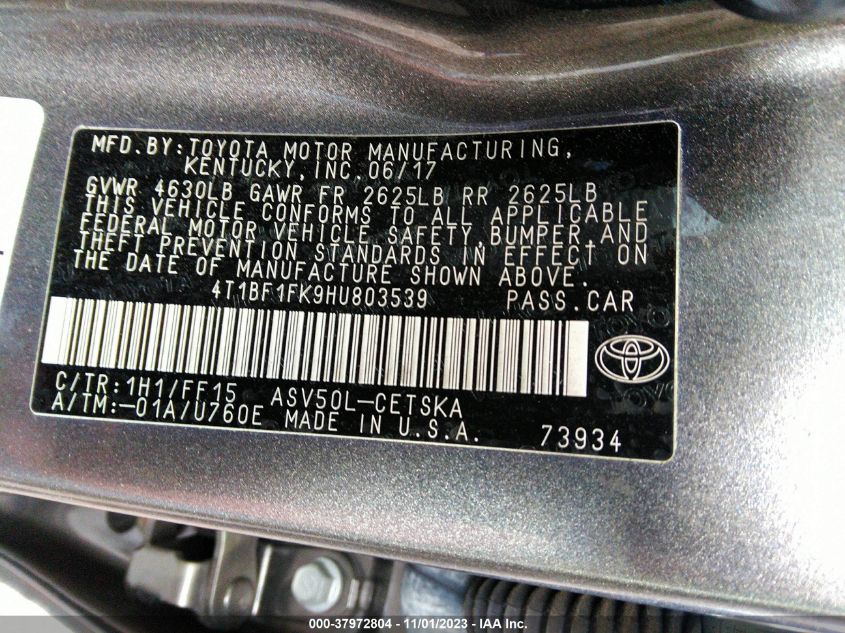 MFD.BY:TOYOTA MOTOR MANUFACTURING,
KENTUCKY,INC.06/17
GVWR 4630LB GAWR FR 2625LB RR 2625LB
THIS VEHICLE CONFORMS TO ALL APPLICABLE
FEDERAL MOTOR VEHICLE SAFETY,BUMPER,AND
THEFT PREVENTION STANDARDS IN EFFECT ON
THE DATE OF MANUFACTURE SHOWN ABOVE.
4T1BF1FK9HU803539 PASS.CAR
C/TR:1H1/FF15 ASV50L-CETSKA
A/TM:-01A/U760E MADE IN U.S.A. 73934
000-37972804 - 11/01/2023 - IAA Inc.